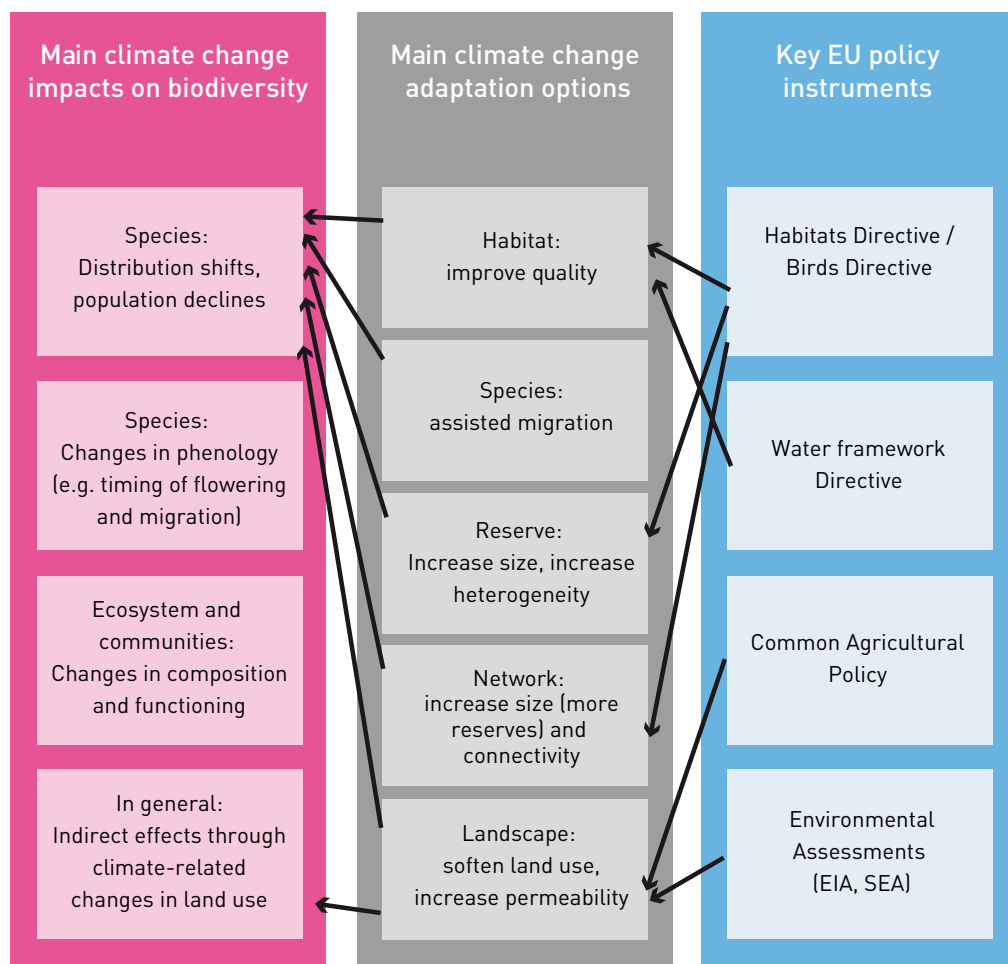 Main climate change
impacts on biodiversity
Species:
Distribution shifts,
population declines
Species:
Changes in phenology
(e.g. timing of flowering
and migration)
Ecosystem and
communities:
Changes in composition
and functioning
In general:
Indirect effects through
climate-related
changes in land use
Main climate change
adaptation options
Habitat:
improve quality
Species:
assisted migration
Reserve:
Increase size, increase
heterogeneity
Network:
increase size (more
reserves) and
connectivity
Landscape:
soften land use,
increase permeability
Key EU policy
instruments
Habitats Directive /
Birds Directive
Water framework
Directive
Common Agricultural
Policy
Environmental
Assessments
(EIA, SEA)